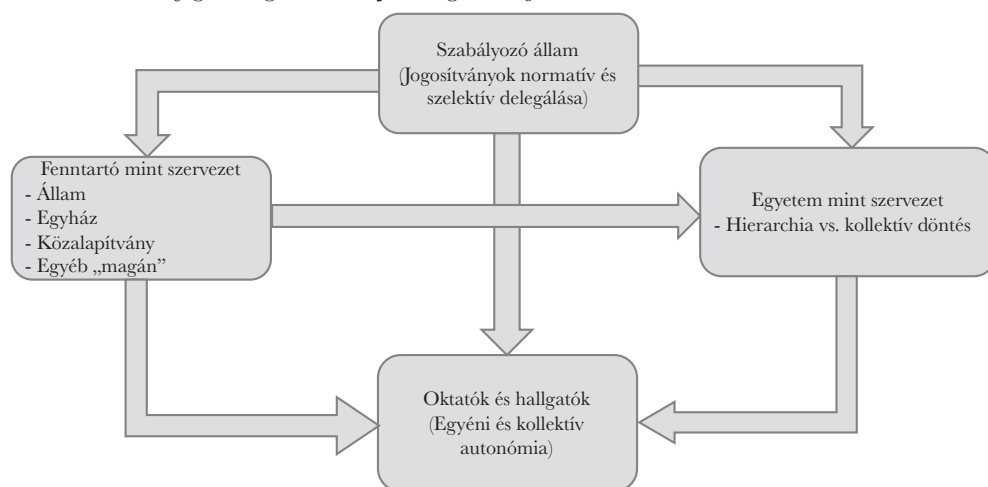 Szabályozó állam
(Jogosítványok normatív és
szelektív delegálása)
Fenntartó mint szervezet
- Állam
- Egyház
- Közalapítvány
- Egyéb „magán”
Egyetem mint szervezet
- Hierarchia vs. kollektív döntés
Oktatók és hallgatók
(Egyéni és kollektív
autonómia)